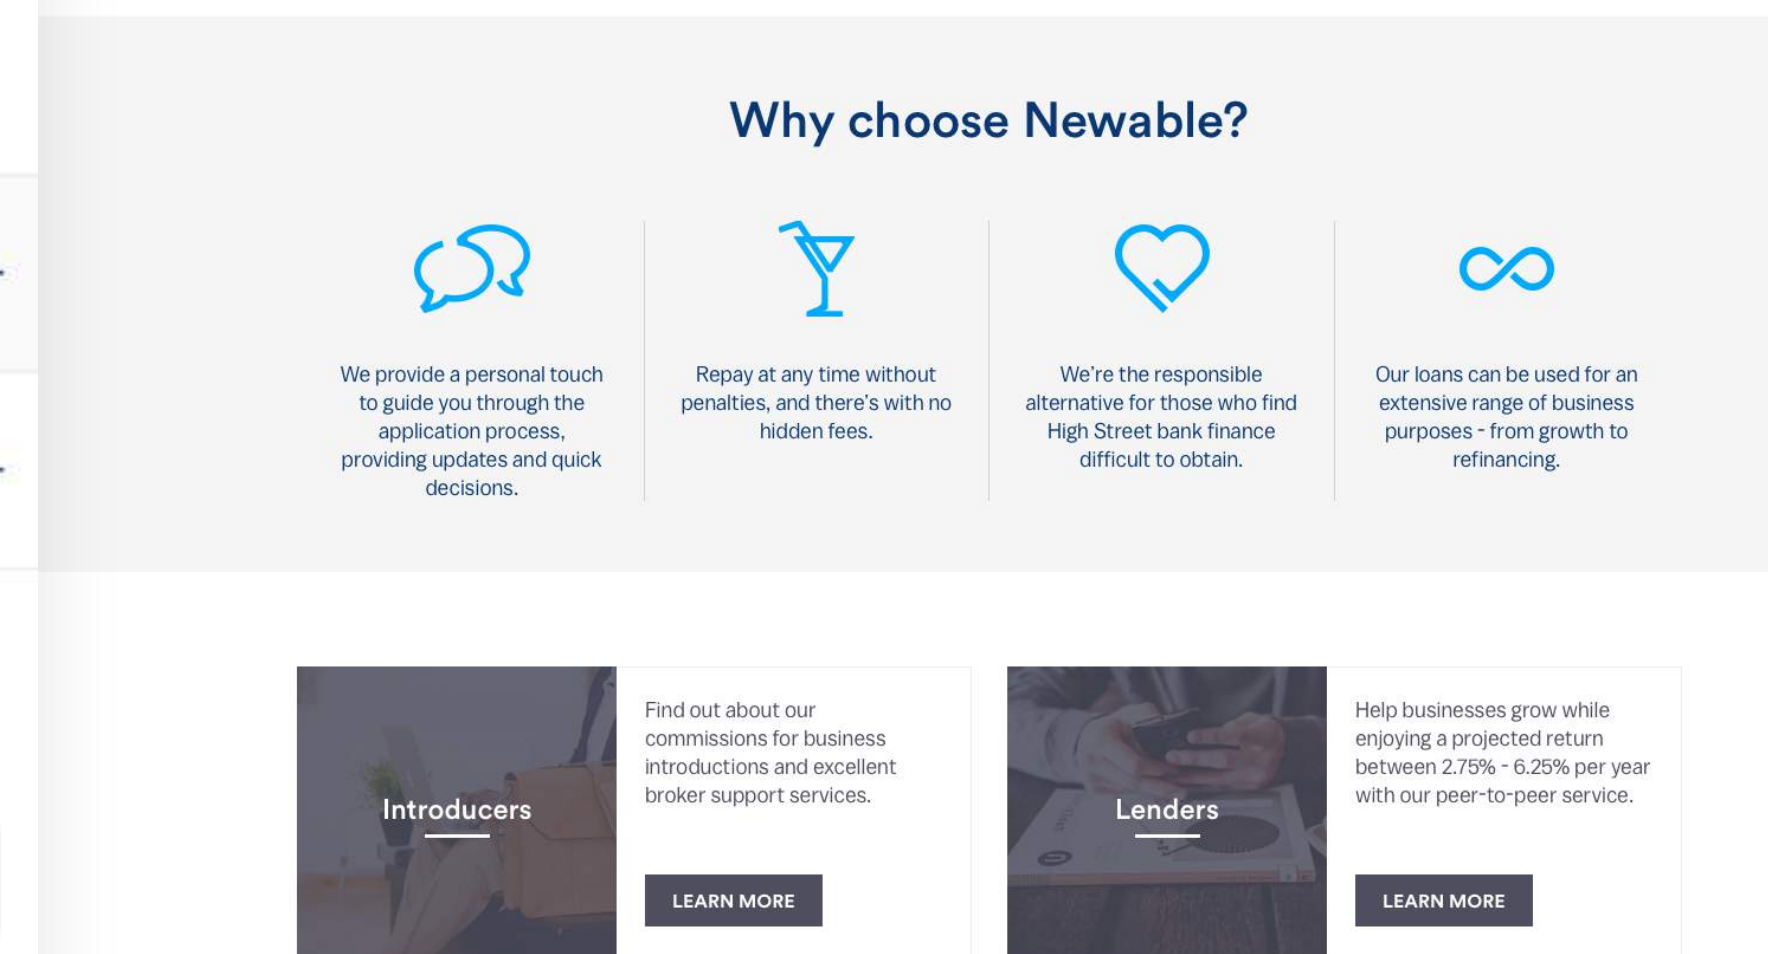 Why choose Newable?
We provide a personal touch
to guide you through the
application process,
providing updates and quick
decisions.
Repay at any time without
penalties, and there's with no
hidden fees.
We're the responsible
alternative for those who find
High Street bank finance
difficult to obtain.
Our loans can be used for an
extensive range of business
purposes - from growth to
refinancing.
Introducers
Find out about our
commissions for business
introductions and excellent
broker support services.
LEARN MORE
Lenders
Help businesses grow while
enjoying a projected return
between 2.75% - 6.25% per year
with our peer-to-peer service.
LEARN MORE